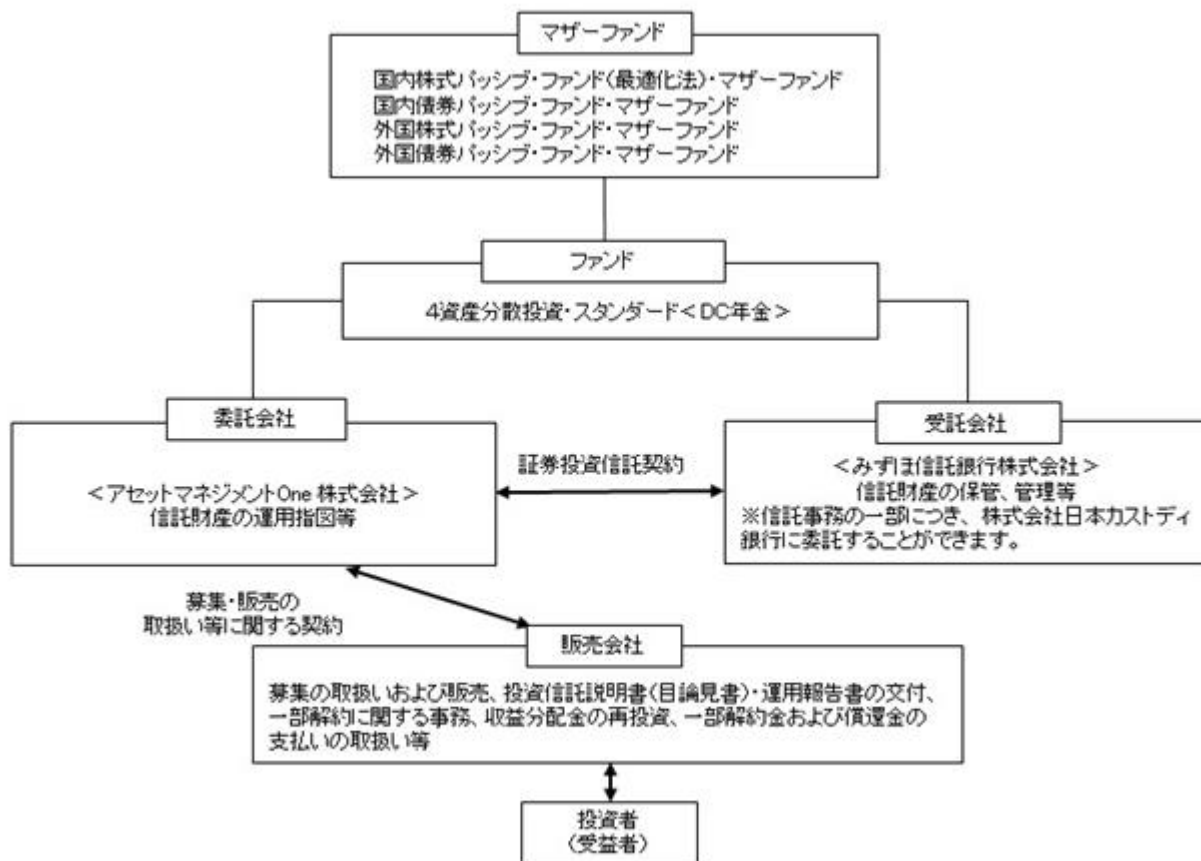 マザーファンド
国内株式パッシブ・ファンド(最適化法)・マザーファンド
国内債券パッシブ・ファンド・マザーファンド
外国株式パッシブ・ファンド・マザーファンド
外国債券パッシブ・ファンド・マザーファンド
ファンド
4資産分散投資・スタンダード<DC年金>
委託会社
<アセットマネジメントOne 株式会社>
信託財産の運用指図等
証券投資信託契約
受託会社
<みずほ信託銀行株式会社>
信託財産の保管、管理等
※信託事務の一部につき、株式会社日本カストディ
銀行に委託することができます。
募集・販売の
取扱い等に関する契約
販売会社
募集の取扱いおよび販売、投資信託説明書(目論見書)・運用報告書の交付、
一部解約に関する事務、収益分配金の再投資、一部解約金および償還金の
支払いの取扱い等
投資者
(受益者)